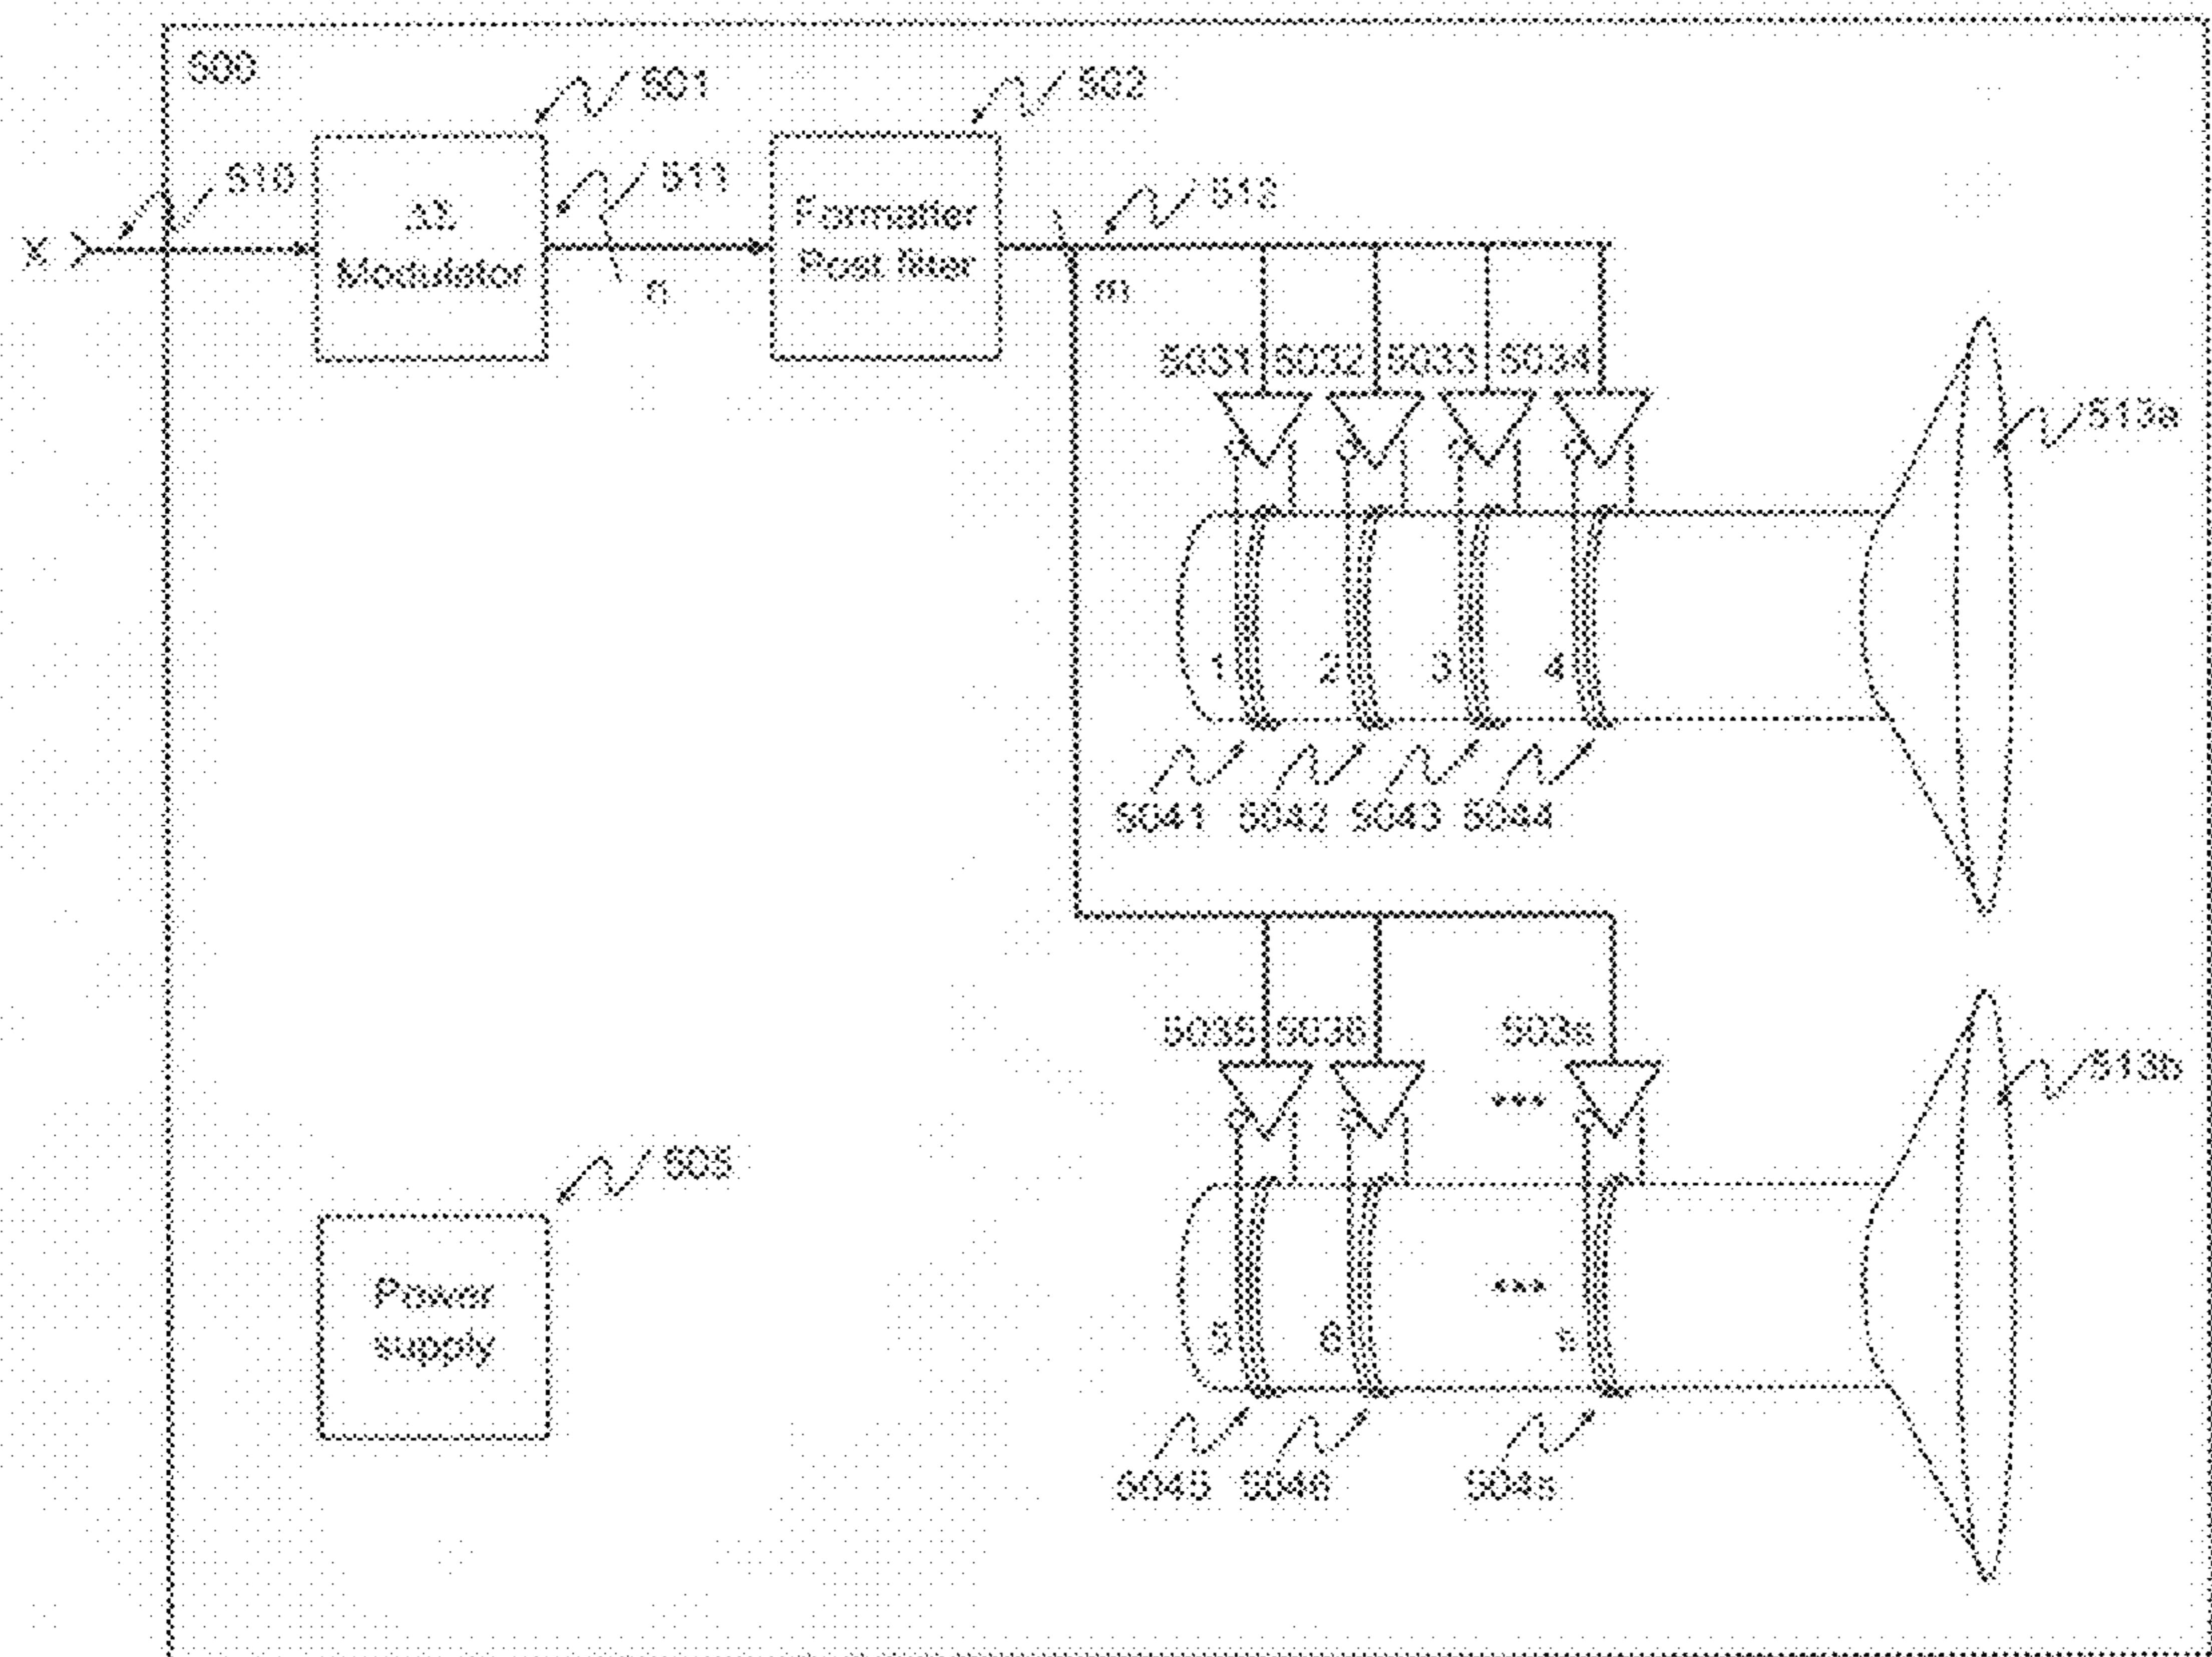 500
501
502
510
511
512
X
ΔΣ
Modulator
n
Formatter
Post filter
m
5031 5032 5033 5034
513a
1 2 3 4
5041 5042 5043 5044
5035 5036 503s
...
513b
505
Power
supply
...
5 6 s
5045 5046 504s